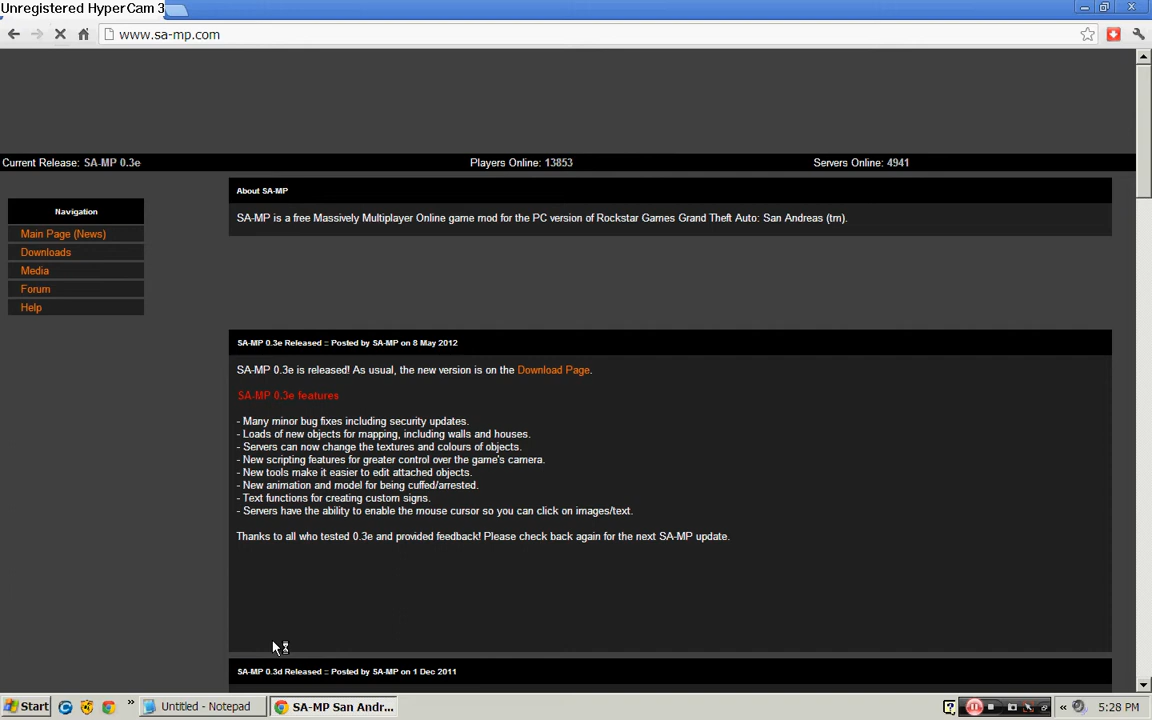 Unregistered HyperCam 3
www.sa-mp.com
Current Release: SA-MP 0.3e
Players Online: 13853
Servers Online: 4941
About SA-MP
SA-MP is a free Massively Multiplayer Online game mod for the PC version of Rockstar Games Grand Theft Auto: San Andreas (tm).
Navigation
Main Page (News)
Downloads
Media
Forum
Help
SA-MP 0.3e Released :: Posted by SA-MP on 8 May 2012
SA-MP 0.3e is released! As usual, the new version is on the Download Page.
SA-MP 0.3e features
- Many minor bug fixes including security updates.
- Loads of new objects for mapping, including walls and houses.
- Servers can now change the textures and colours of objects.
- New scripting features for greater control over the game's camera.
- New tools make it easier to edit attached objects.
- New animation and model for being cuffed/arrested.
- Text functions for creating custom signs.
- Servers have the ability to enable the mouse cursor so you can click on images/text.
Thanks to all who tested 0.3e and provided feedback! Please check back again for the next SA-MP update.
SA-MP 0.3d Released :: Posted by SA-MP on 1 Dec 2011
Start
Untitled - Notepad
SA-MP San Andr...
5:28 PM